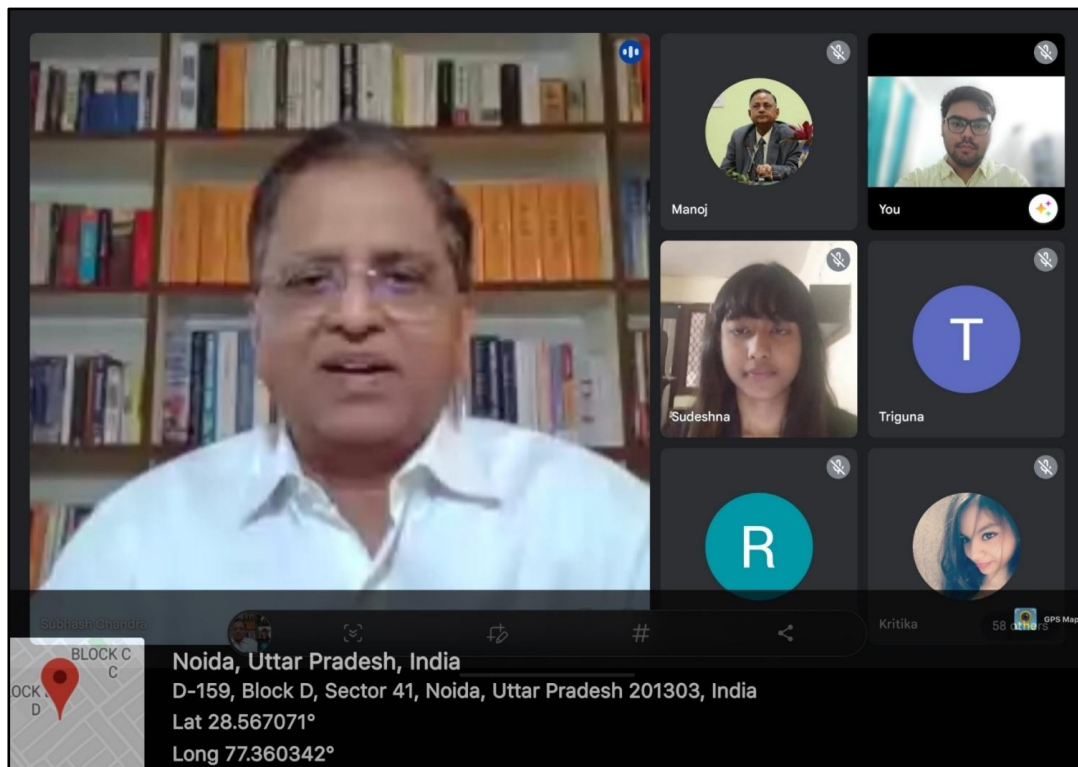 Manoj
You
Sudeshna
T
Triguna
R
Subhash Chandra
Kritika
58 others
GPS Map
BLOCK C
C
D
Noida, Uttar Pradesh, India
D-159, Block D, Sector 41, Noida, Uttar Pradesh 201303, India
Lat 28.567071°
Long 77.360342°